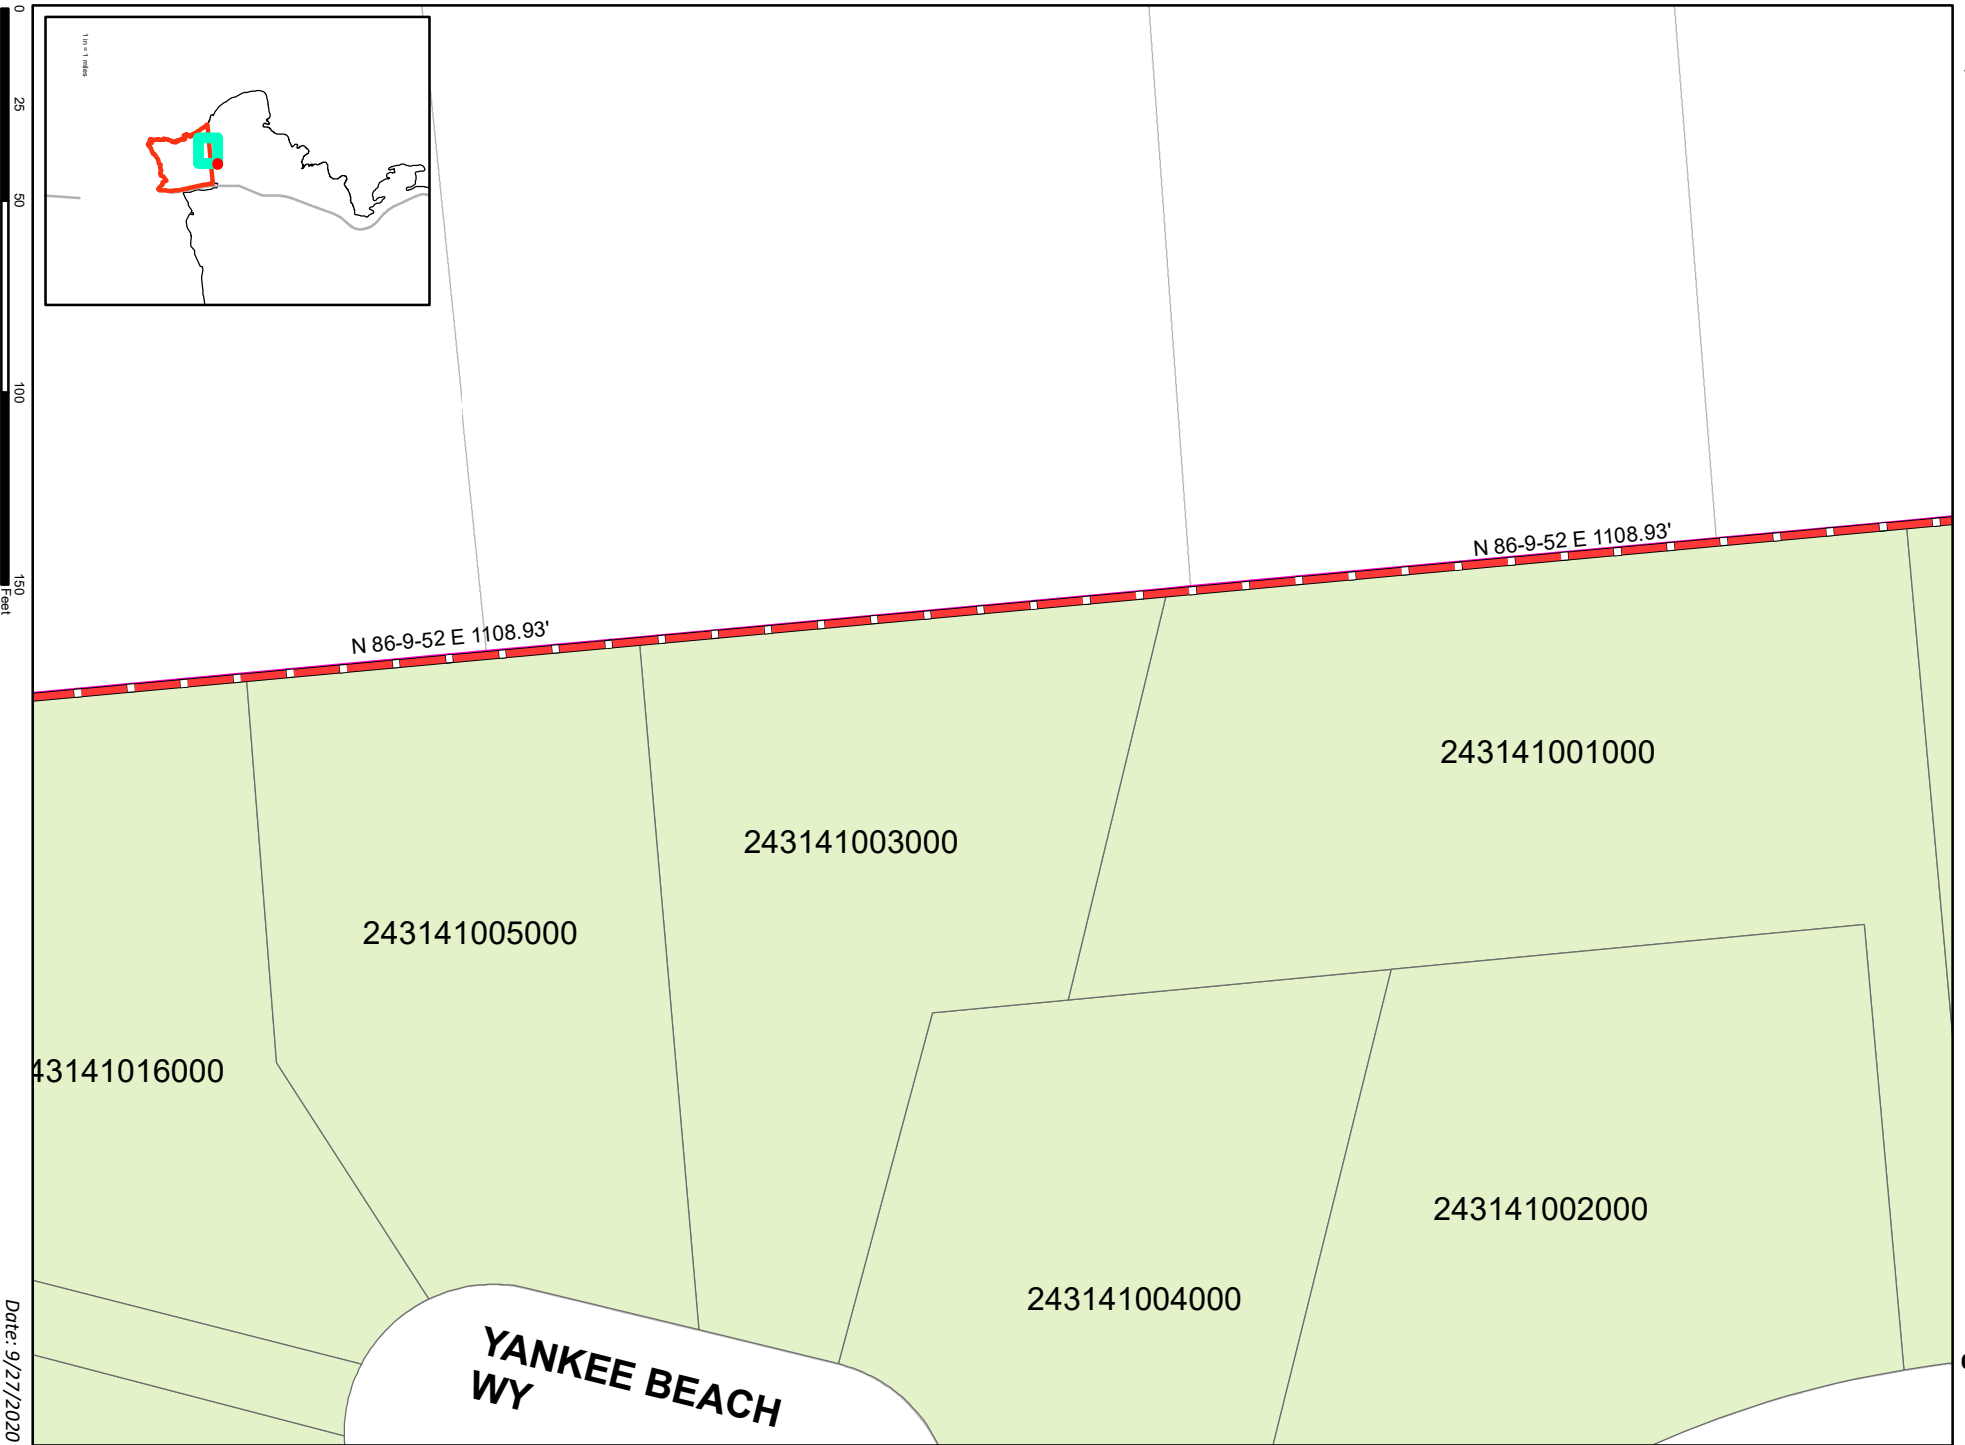 0
25
50
100
150
Feet
1 in = 1 miles
N 86-9-52 E 1108.93'
N 86-9-52 E 1108.93'
243141001000
243141003000
243141005000
43141016000
243141002000
243141004000
YANKEE BEACH
WY
Date: 9/27/2020